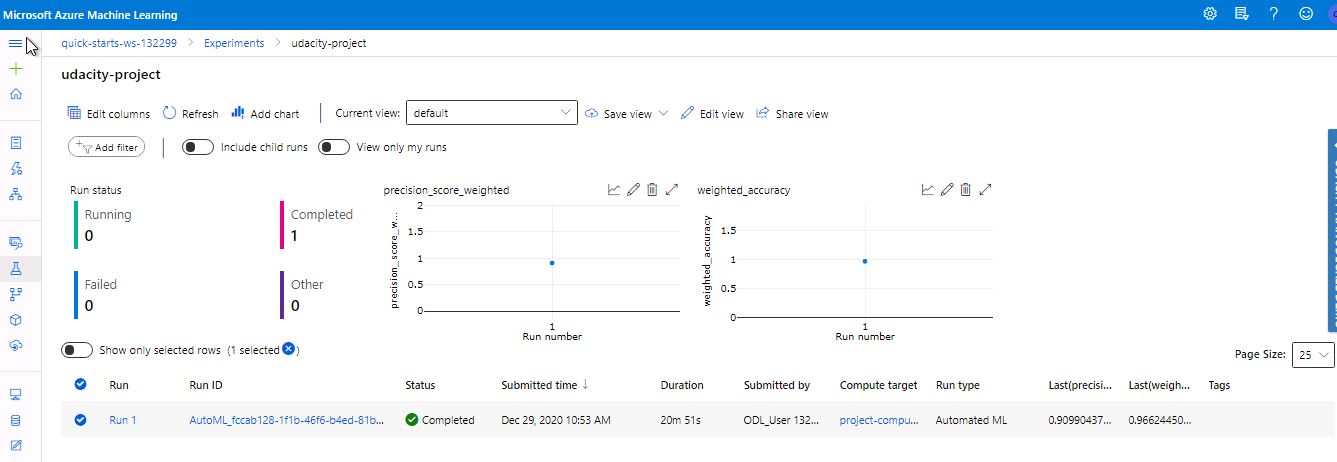 Microsoft Azure Machine Learning
quick-starts-ws-132299 > Experiments > udacity-project
udacity-project
Edit columns Refresh Add chart Current view: default Save view Edit view Share view
Add filter Include child runs View only my runs
Run status
Running
0
Completed
1
Failed
0
Other
0
precision_score_weighted
precision_score_w...
2
1.5
1
0.5
0
1
Run number
weighted_accuracy
weighted_accuracy
1.5
1
0.5
0
1
Run number
Show only selected rows (1 selected )
Page Size: 25
Run Run ID Status Submitted time ↓ Duration Submitted by Compute target Run type Last(precisi... Last(weigh... Tags
Run 1 AutoML_fccab128-1f1b-46f6-b4ed-81b... Completed Dec 29, 2020 10:53 AM 20m 51s ODL_User 132... project-compu... Automated ML 0.90990437... 0.96624450...